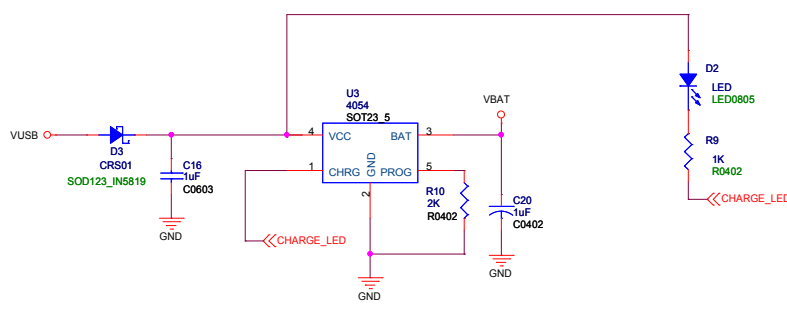 VUSB
D3
CRS01
SOD123_IN5819
C16
1uF
C0603
GND
U3
4054
SOT23_5
4
VCC
BAT
3
1
CHRG
GND
PROG
5
2
CHARGE_LED
R10
2K
R0402
GND
VBAT
C20
1uF
C0402
GND
D2
LED
LED0805
R9
1K
R0402
CHARGE_LED